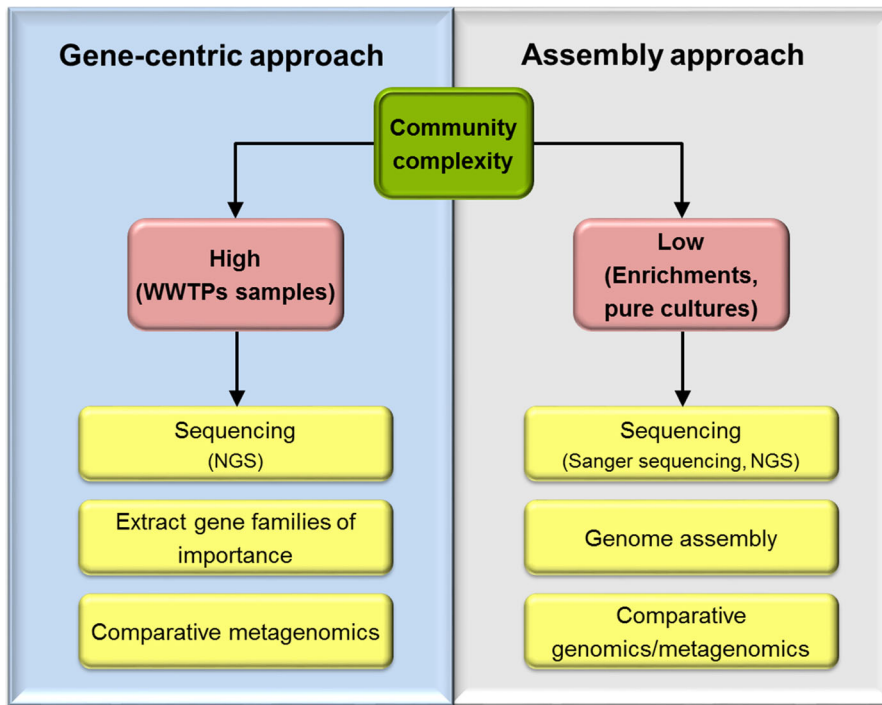 Gene-centric approach
Assembly approach
Community
complexity
High
(WWTPs samples)
Low
(Enrichments,
pure cultures)
Sequencing
(NGS)
Extract gene families of
importance
Comparative metagenomics
Sequencing
(Sanger sequencing, NGS)
Genome assembly
Comparative
genomics/metagenomics